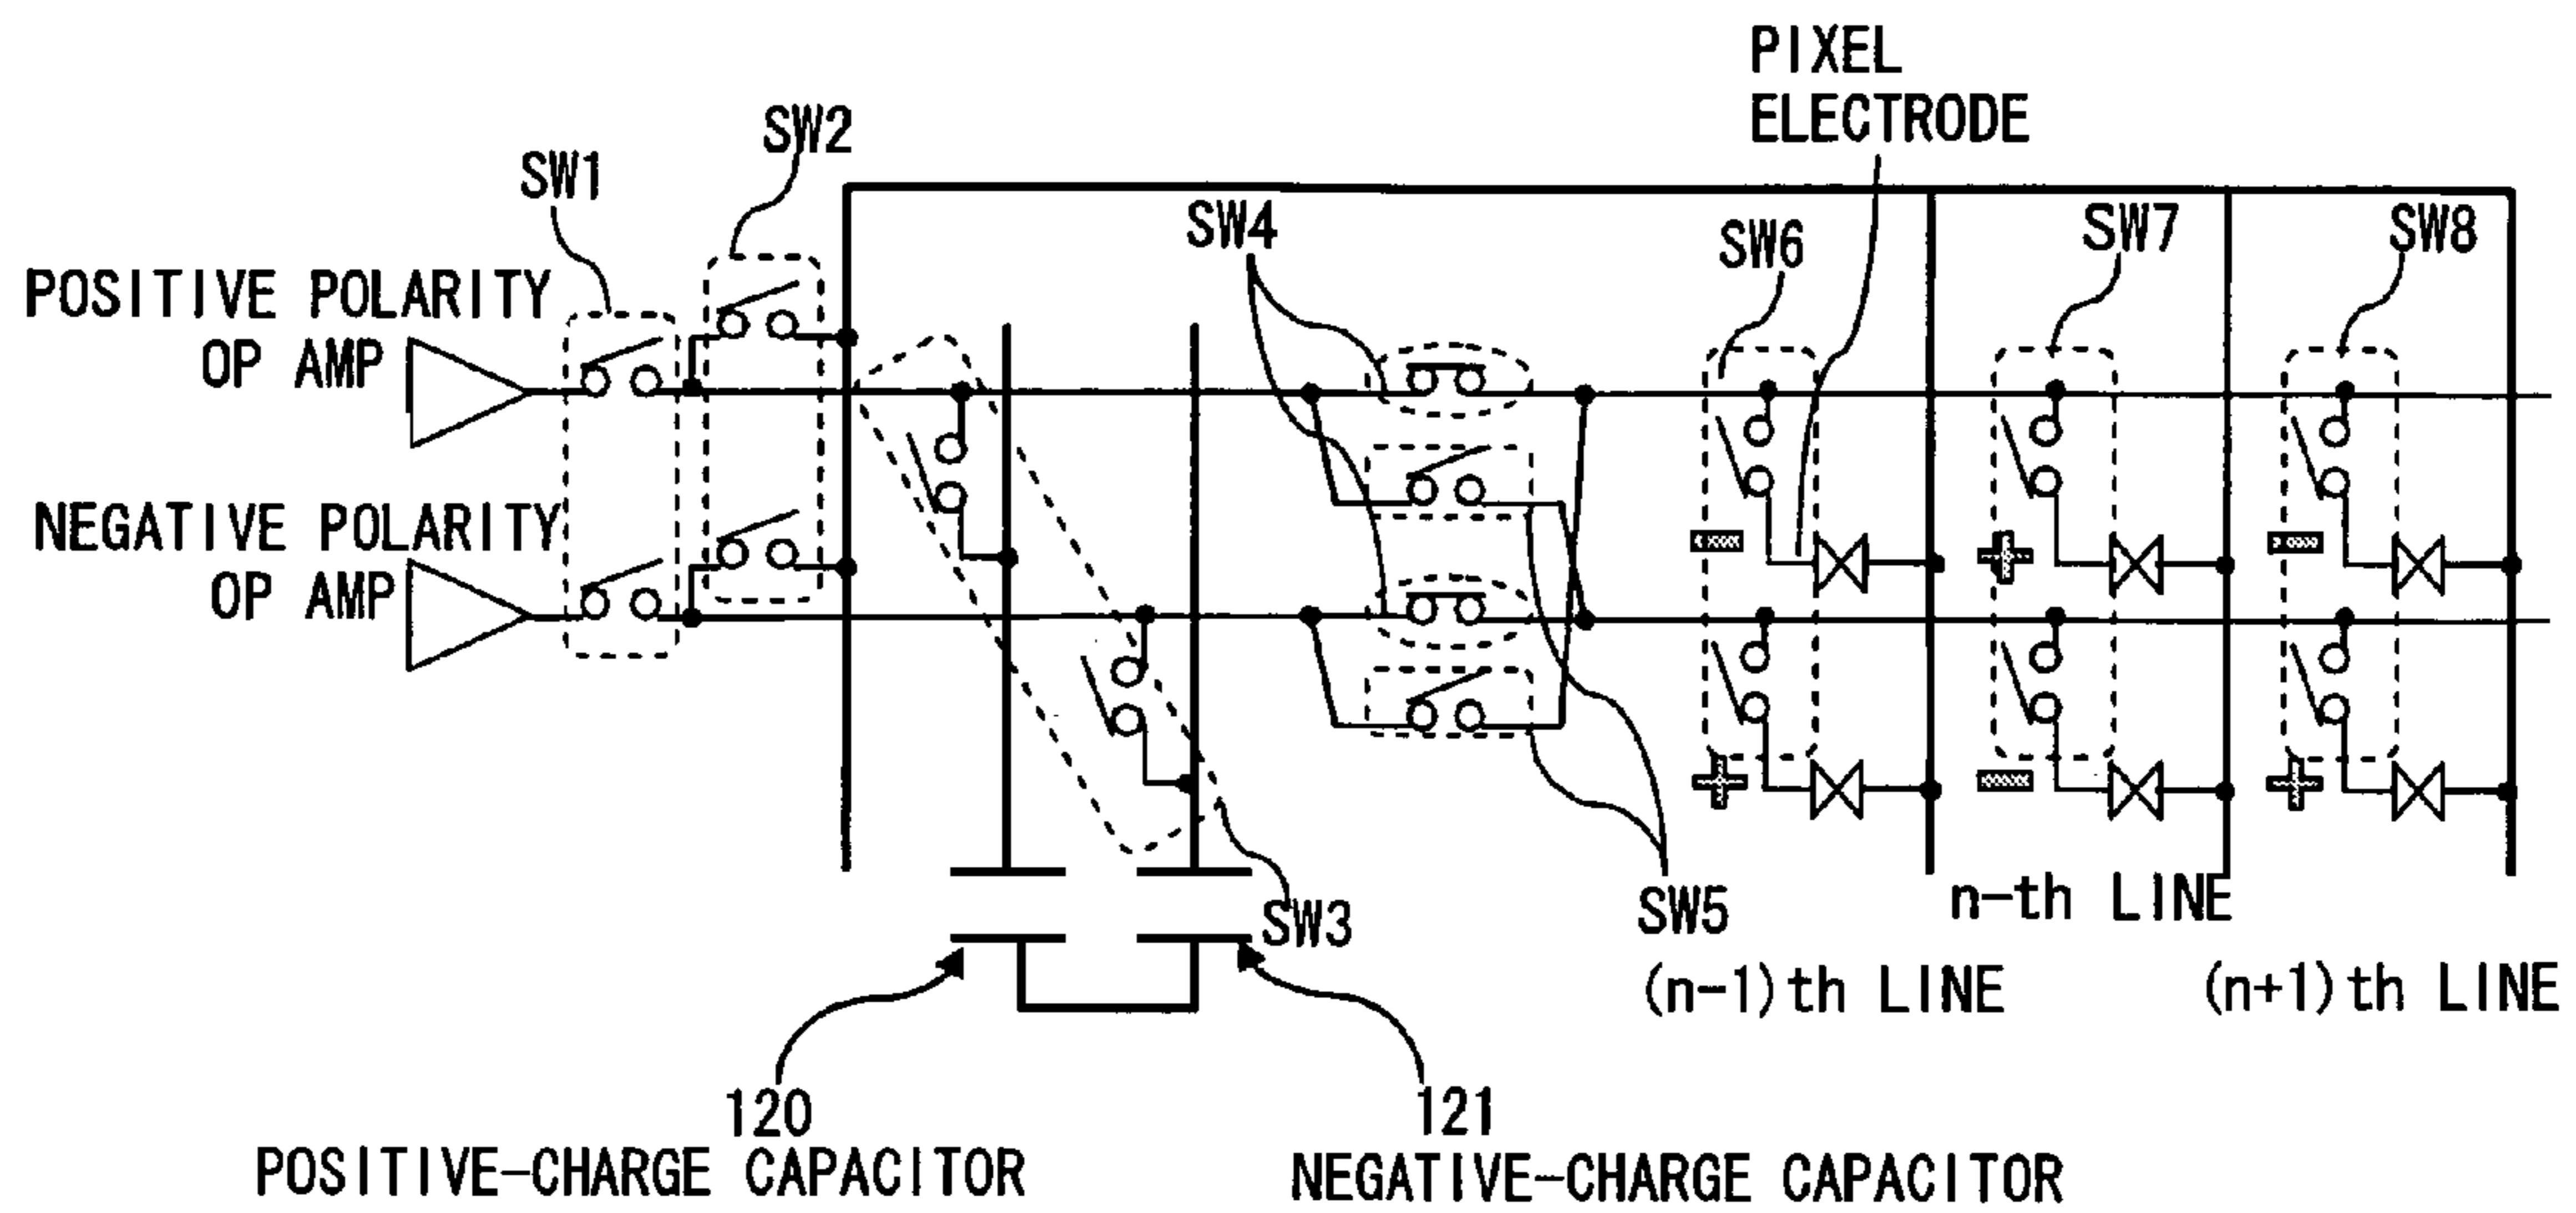 PIXEL
ELECTRODE
SW2
SW1
SW4
SW6
SW7
SW8
POSITIVE POLARITY
OP AMP
NEGATIVE POLARITY
OP AMP
SW3
SW5
n-th LINE
(n-1)th LINE
(n+1)th LINE
120
POSITIVE-CHARGE CAPACITOR
121
NEGATIVE-CHARGE CAPACITOR